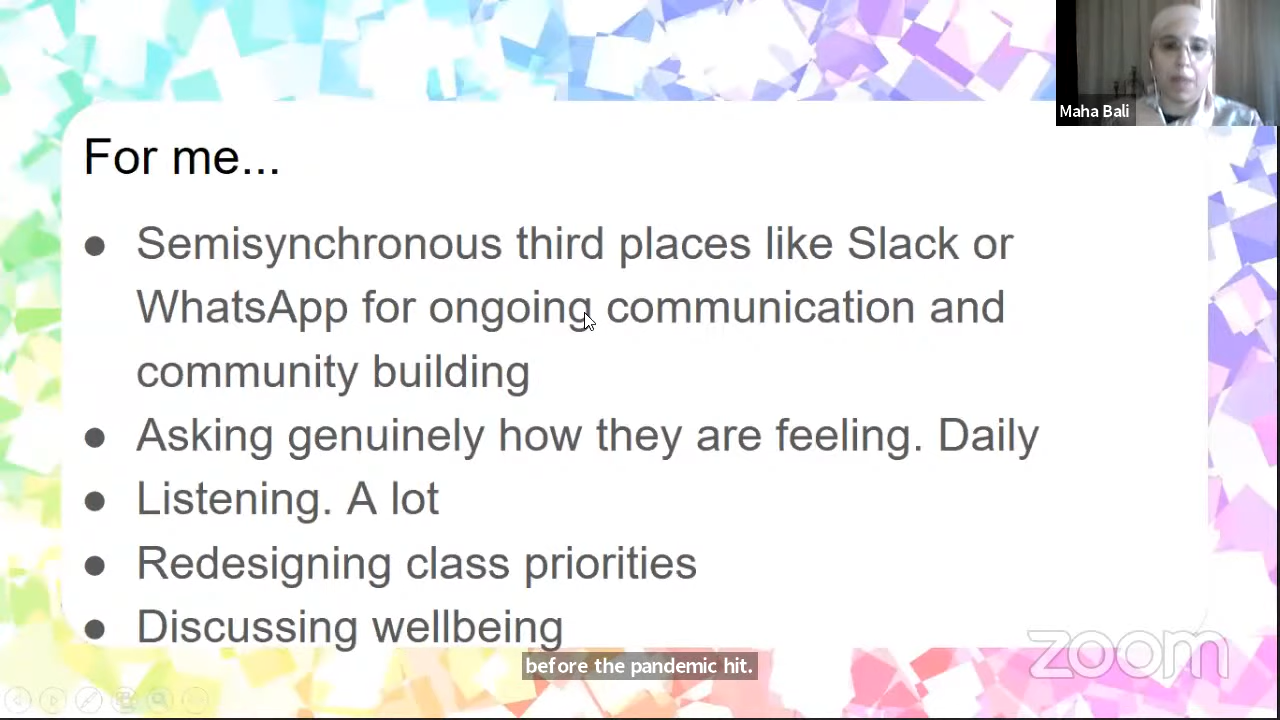 Maha Bali
For me...
● Semisynchronous third places like Slack or
WhatsApp for ongoing communication and
community building
● Asking genuinely how they are feeling. Daily
● Listening. A lot
● Redesigning class priorities
● Discussing wellbeing
before the pandemic hit.
zoom